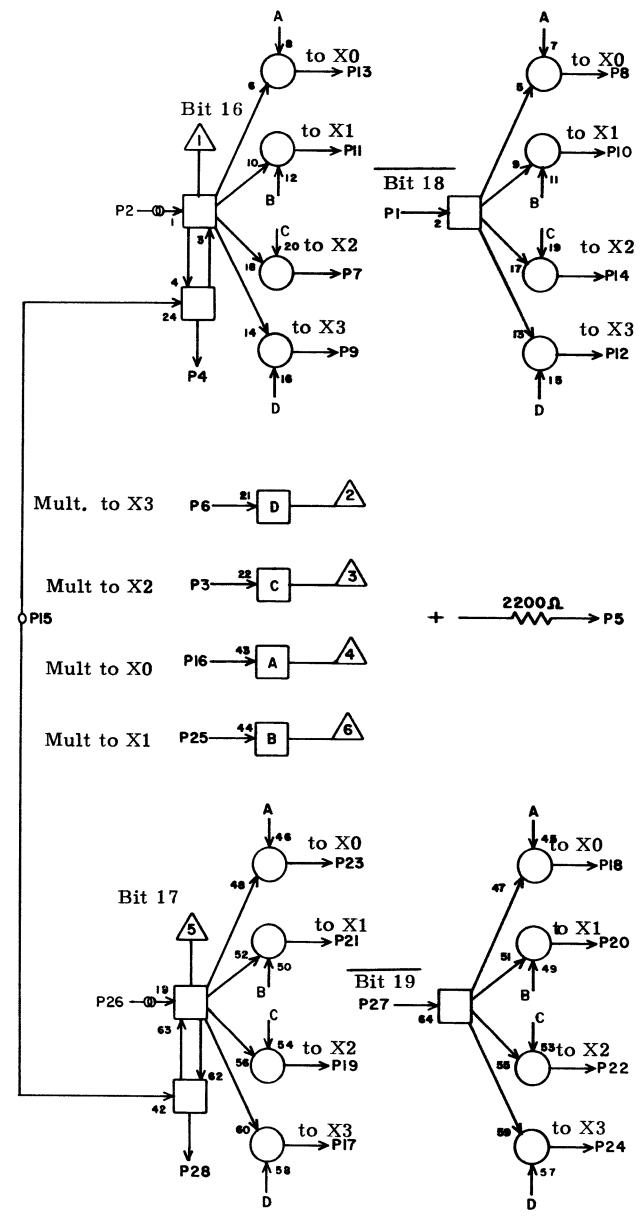 A
8
to X0
6
P13
Bit 16
1
to X1
10
P11
12
B
P2
1
3
C
20
to X2
18
P7
4
24
14
to X3
P9
16
P4
D
A
7
to X0
5
P8
to X1
9
P10
11
Bit 18
B
P1
2
C
19
to X2
17
P14
13
to X3
P12
15
D
Mult. to X3
P6
21
D
2
Mult to X2
P3
22
C
3
P15
+
2200Ω
P5
Mult to X0
P16
43
A
4
Mult to X1
P25
44
B
6
A
46
to X0
48
P23
Bit 17
5
to X1
52
P21
50
B
P26
19
63
C
54
to X2
56
P19
62
42
60
to X3
P17
58
P28
D
A
45
to X0
47
P18
to X1
51
P20
49
Bit 19
B
P27
64
C
53
to X2
55
P22
59
to X3
P24
57
D